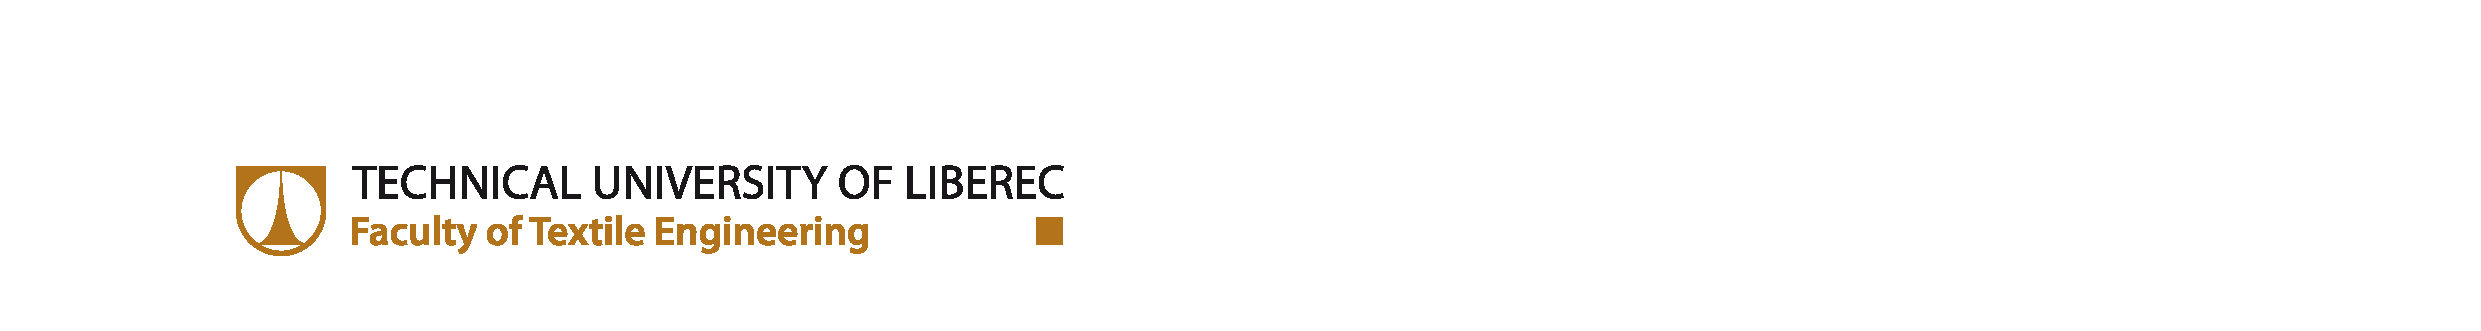 TECHNICAL UNIVERSITY OF LIBEREC
Faculty of Textile Engineering